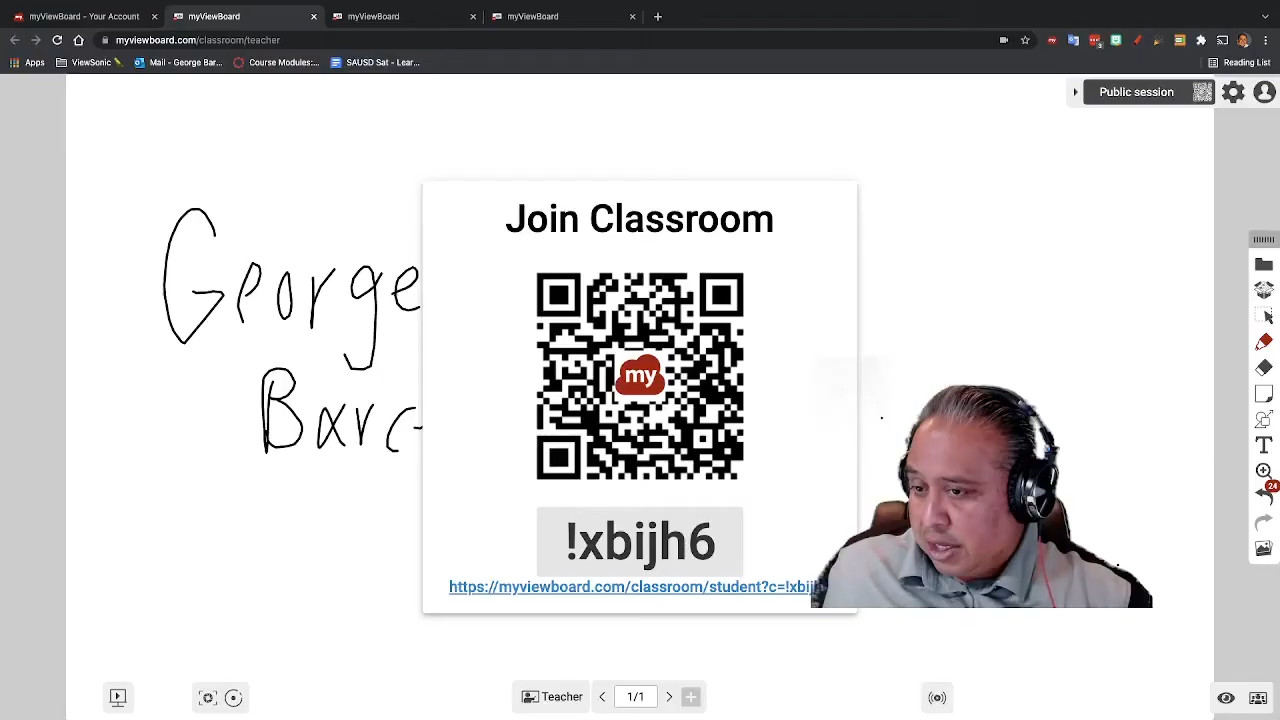 myViewBoard - Your Account
myViewBoard
myViewBoard
myViewBoard
myviewboard.com/classroom/teacher
Apps
ViewSonic
Mail - George Bar...
Course Modules:...
SAUSD Sat - Lear...
Reading List
Public session
George
Join Classroom
my
Barc
!xbijh6
https://myviewboard.com/classroom/student?c=!xbij
24
Teacher
1/1